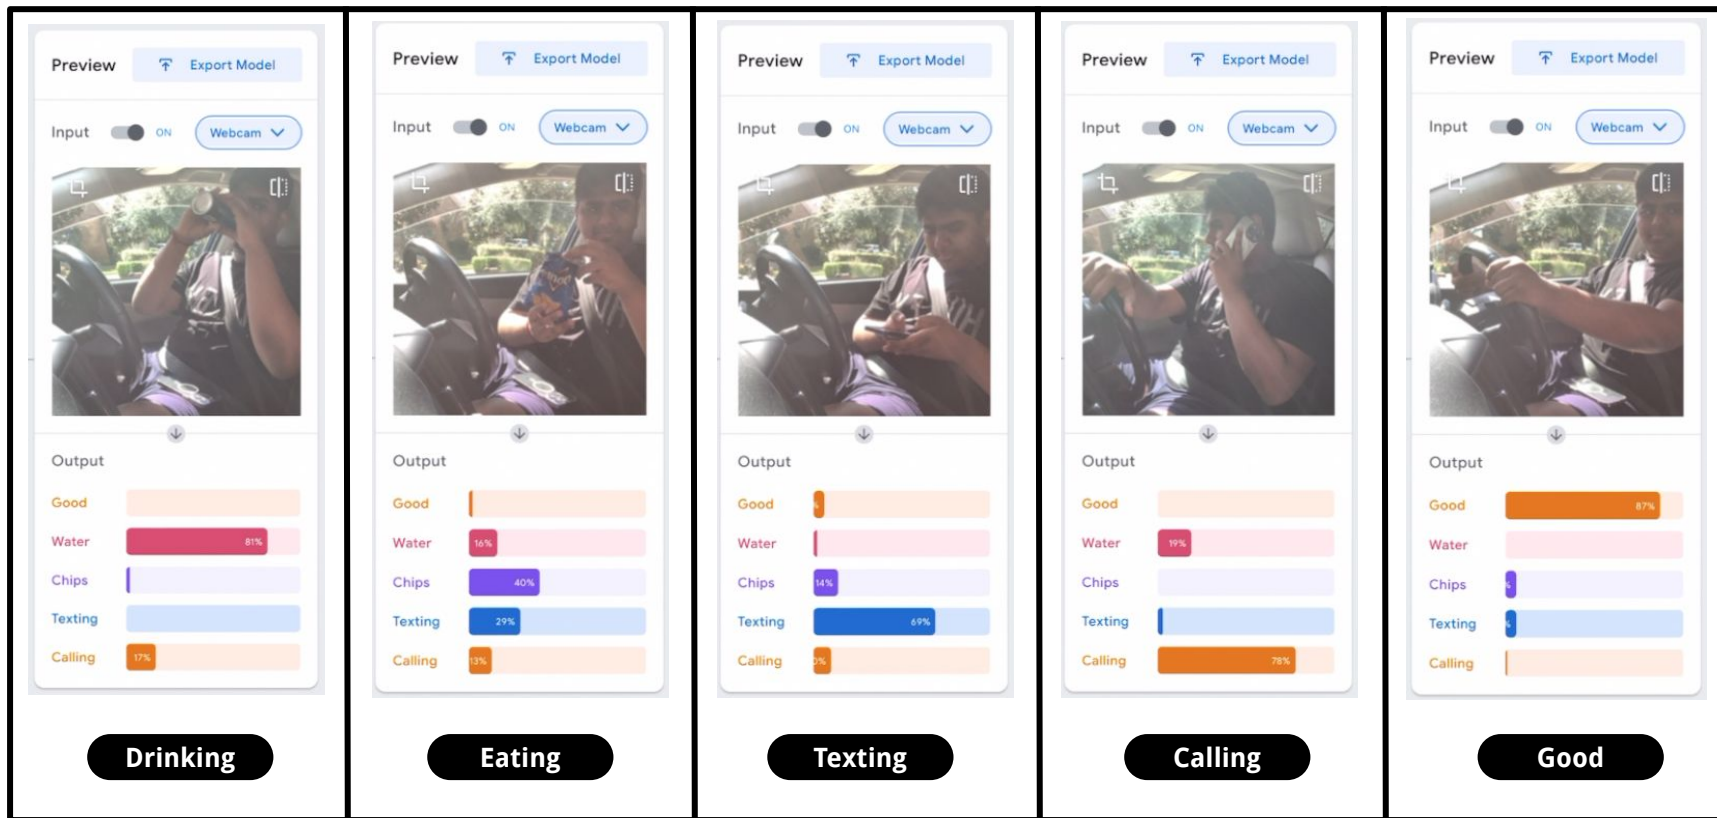 Preview Export Model
Input ON Webcam
Output
Good
Water 81%
Chips
Texting
Calling 17%
Drinking
Preview Export Model
Input ON Webcam
Output
Good
Water 16%
Chips 40%
Texting 29%
Calling 13%
Eating
Preview Export Model
Input ON Webcam
Output
Good %
Water
Chips 14%
Texting 69%
Calling 0%
Texting
Preview Export Model
Input ON Webcam
Output
Good
Water 19%
Chips
Texting
Calling 78%
Calling
Preview Export Model
Input ON Webcam
Output
Good 87%
Water
Chips %
Texting %
Calling
Good